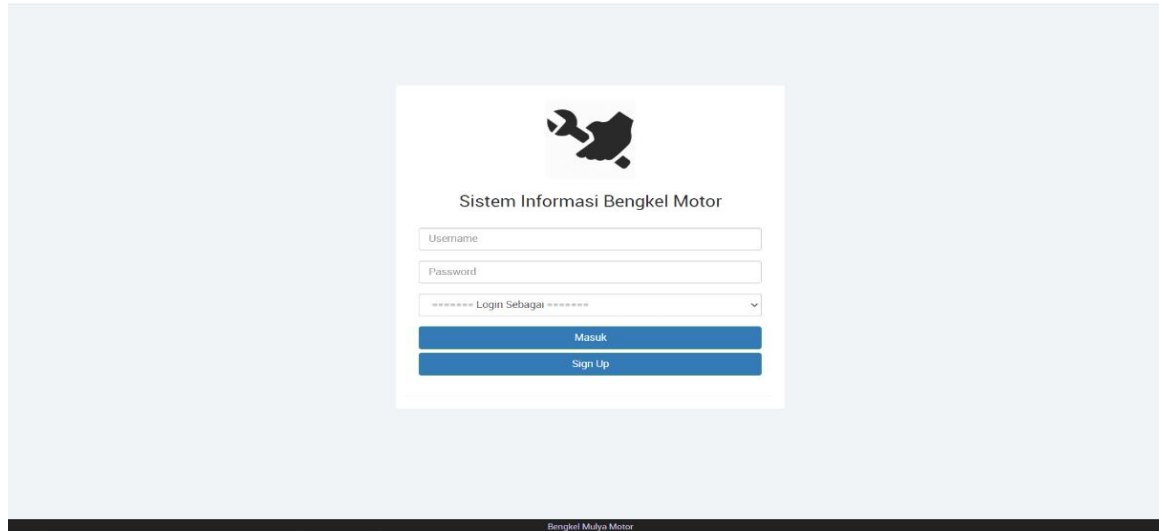 Sistem Informasi Bengkel Motor
Username
Password
======= Login Sebagai =======
Masuk
Sign Up
Bengkel Mulya Motor